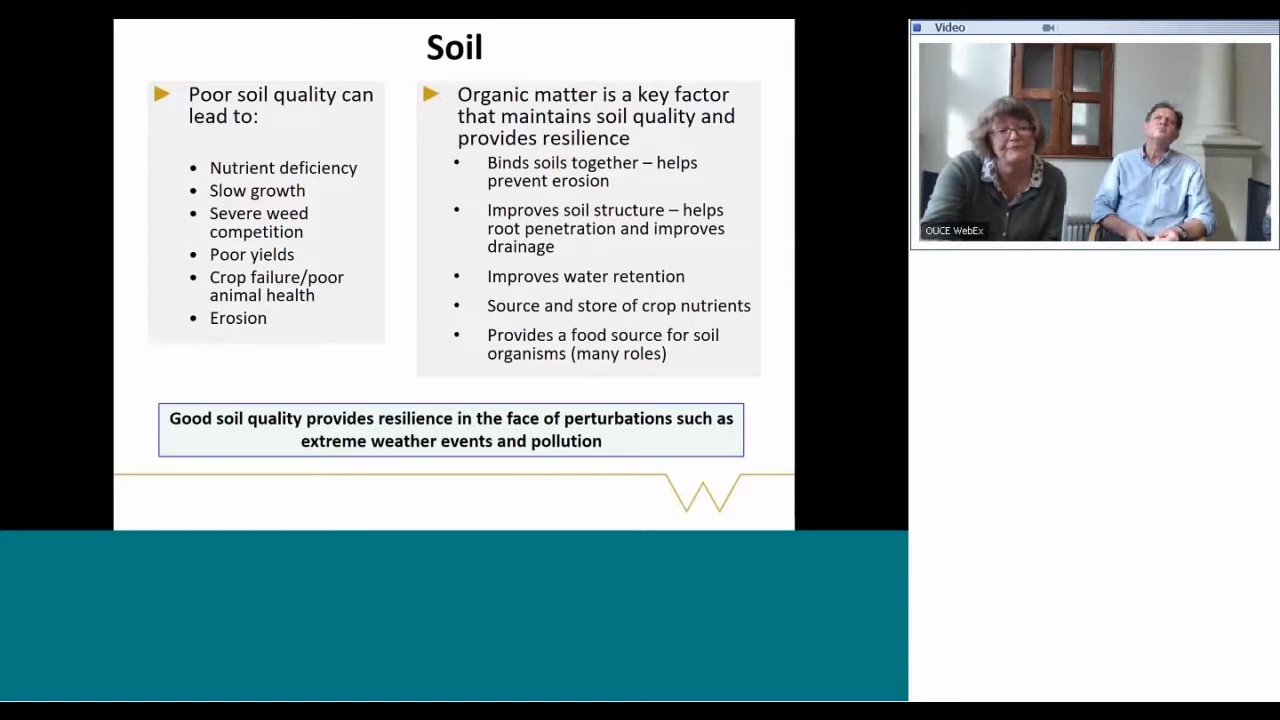 Soil
Poor soil quality can
lead to:
• Nutrient deficiency
• Slow growth
• Severe weed
competition
• Poor yields
• Crop failure/poor
animal health
• Erosion
Organic matter is a key factor
that maintains soil quality and
provides resilience
• Binds soils together – helps
prevent erosion
• Improves soil structure – helps
root penetration and improves
drainage
• Improves water retention
• Source and store of crop nutrients
• Provides a food source for soil
organisms (many roles)
Good soil quality provides resilience in the face of perturbations such as
extreme weather events and pollution
Video
OUCE WebEx